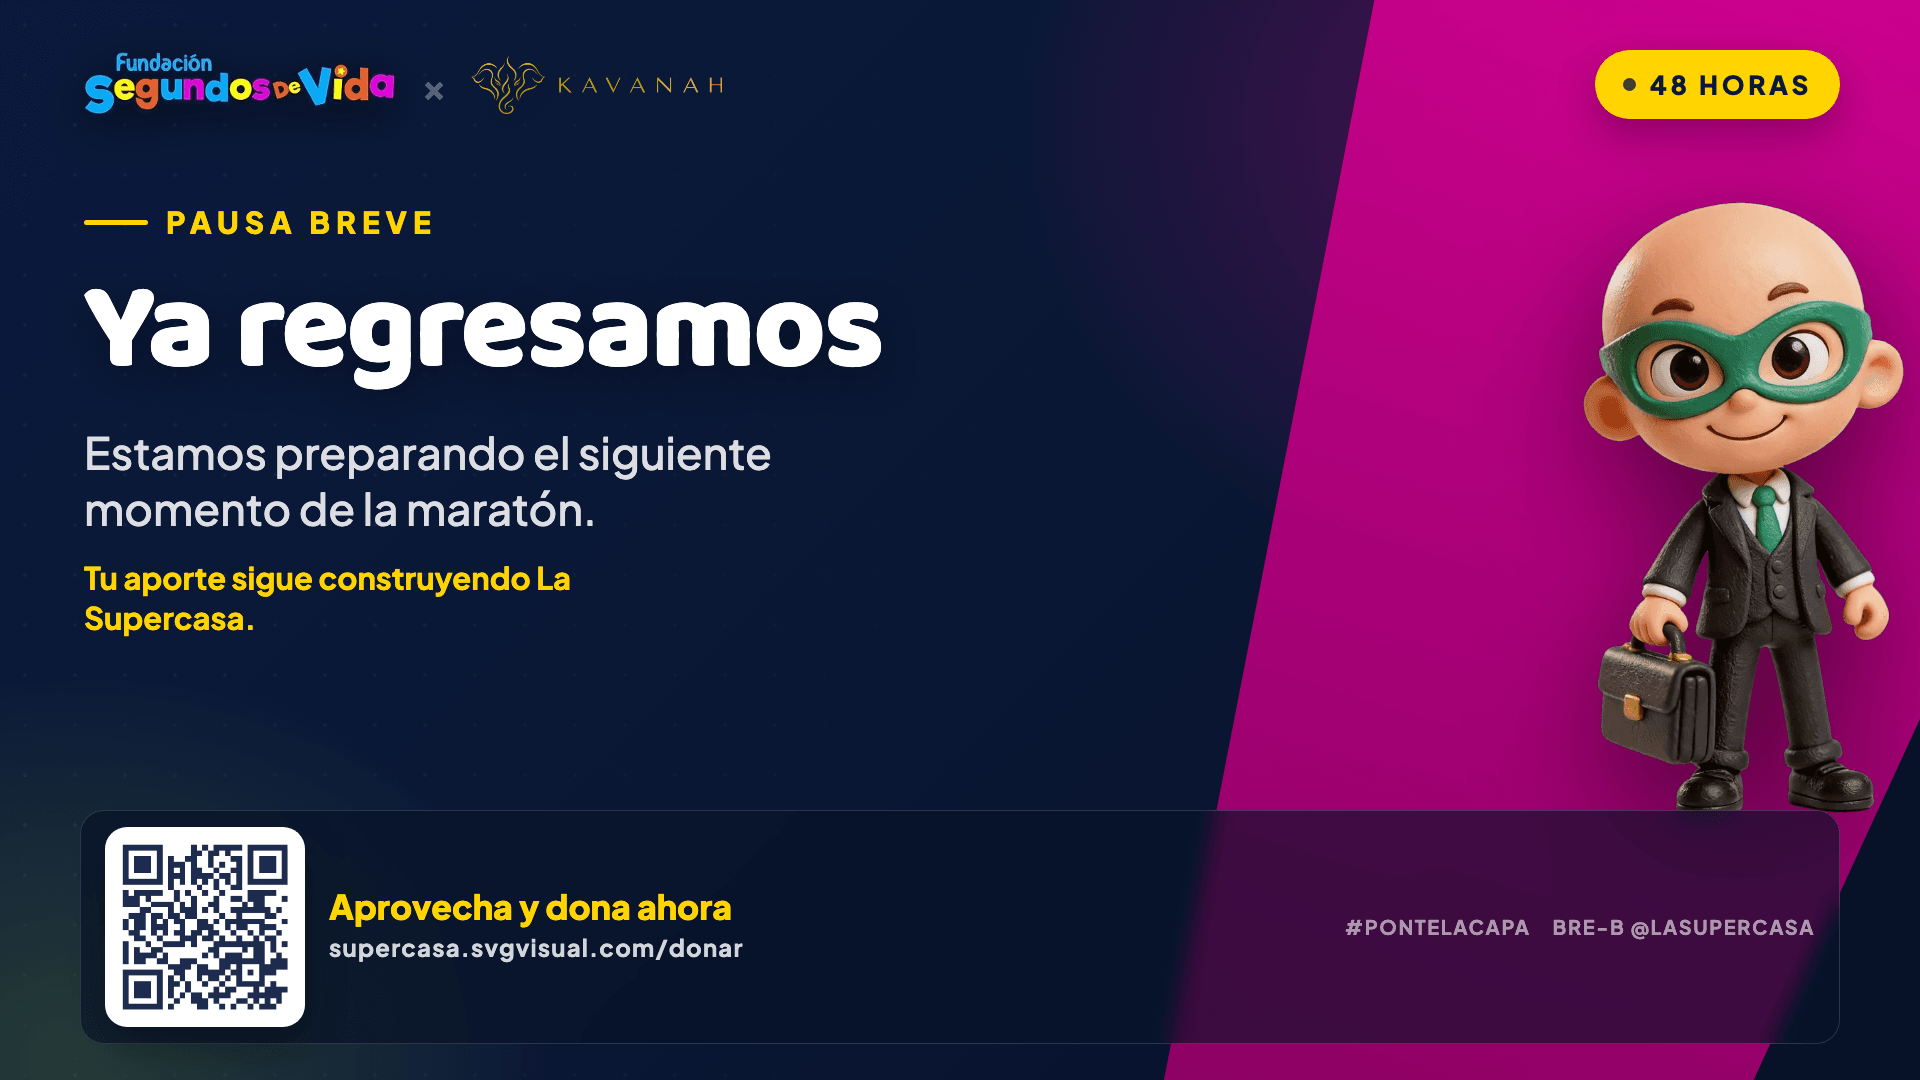 Fundación
Segundos DE Vida × KAVANAH
48 HORAS
PAUSA BREVE
Ya regresamos
Estamos preparando el siguiente
momento de la maratón.
Tu aporte sigue construyendo La
Supercasa.
Aprovecha y dona ahora
supercasa.svgvisual.com/donar
#PONTELACAPA BRE-B @LASUPERCASA